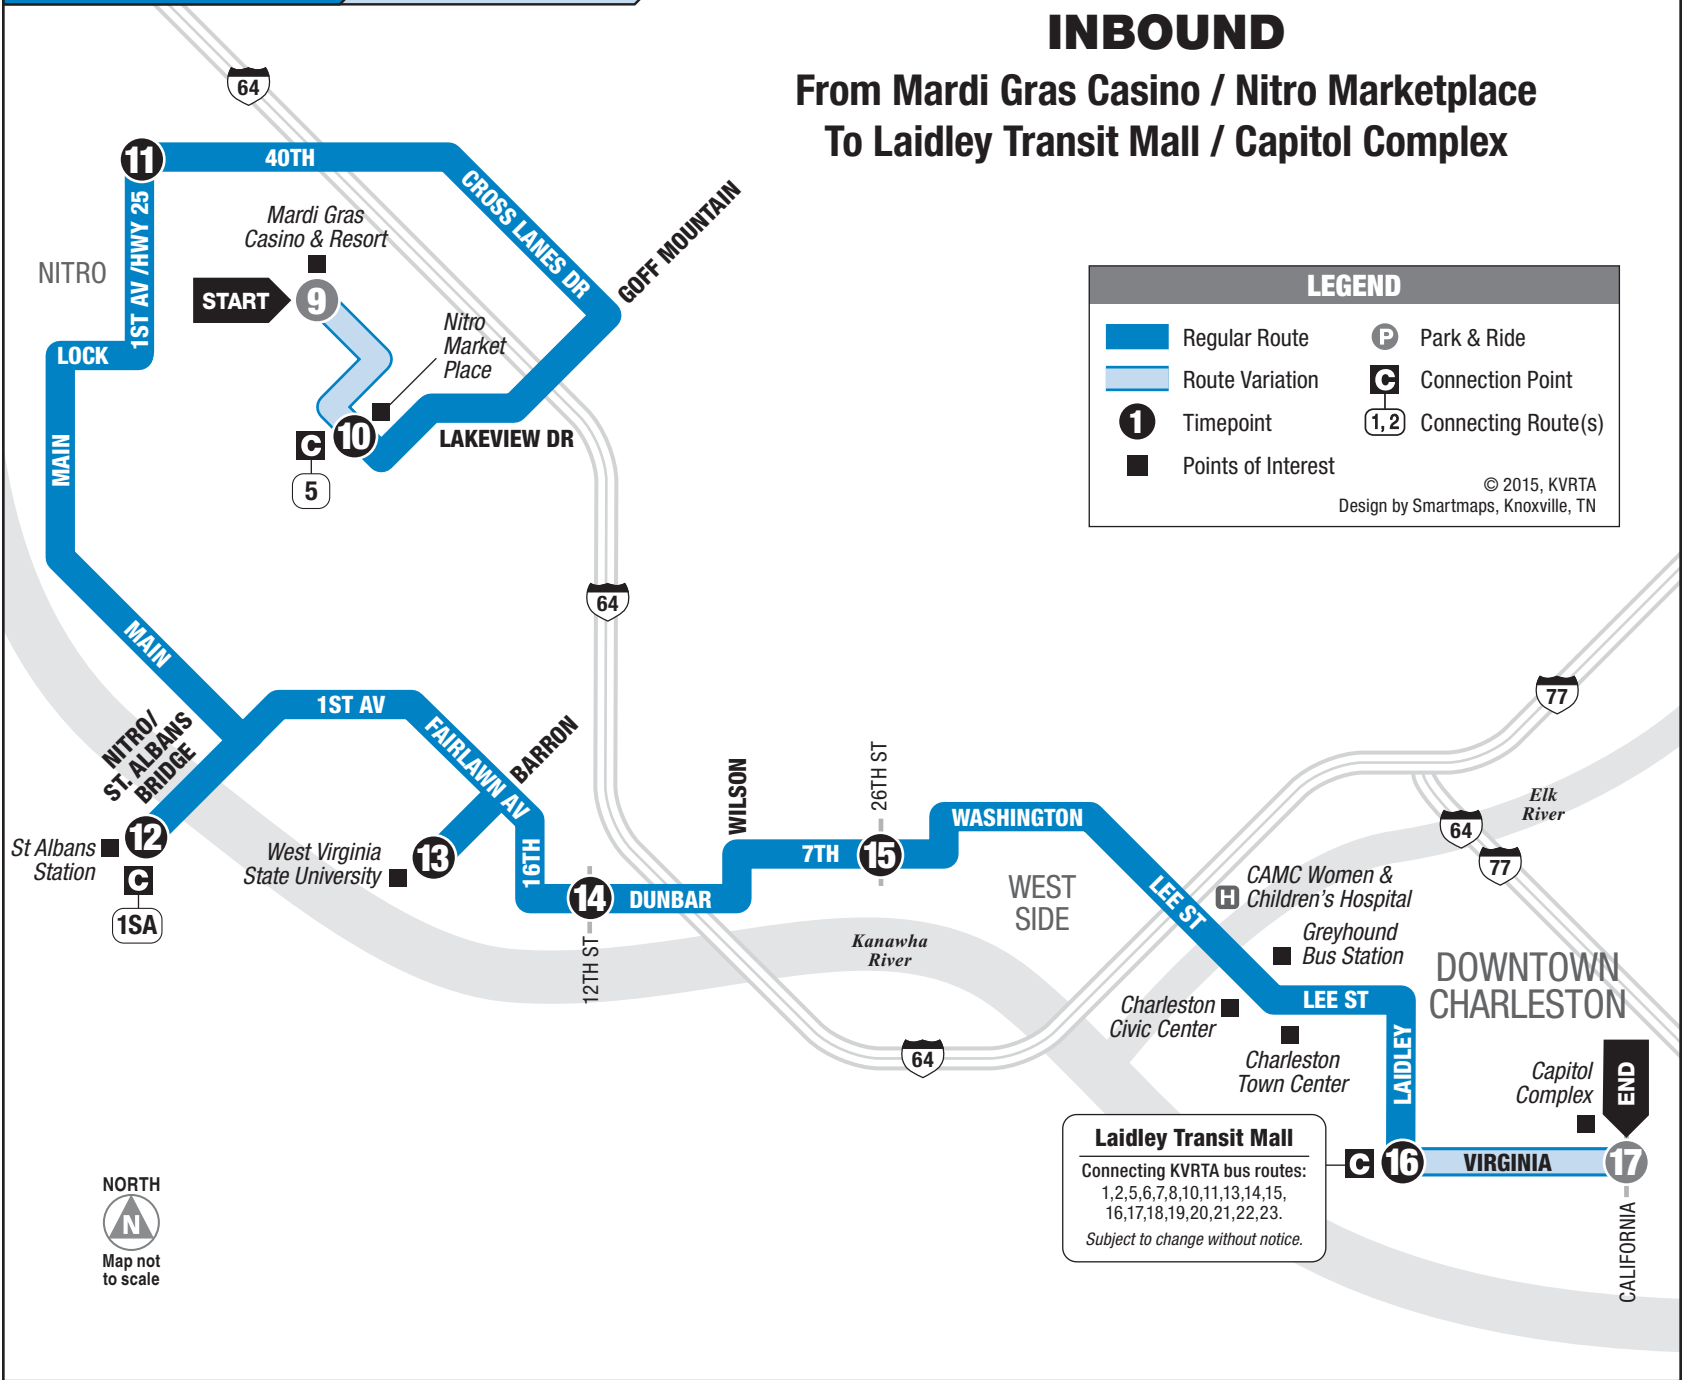 INBOUND
From Mardi Gras Casino / Nitro Marketplace
To Laidley Transit Mall / Capitol Complex
64
11
40TH
CROSS LANES DR
GOFF MOUNTAIN
1ST AV /HWY 25
NITRO
Mardi Gras
Casino & Resort
START
9
Nitro
Market
Place
LOCK
10
C
5
LAKEVIEW DR
MAIN
LEGEND
Regular Route
P
Park & Ride
Route Variation
C
Connection Point
1
Timepoint
1, 2
Connecting Route(s)
Points of Interest
© 2015, KVRTA
Design by Smartmaps, Knoxville, TN
64
MAIN
NITRO/
ST. ALBANS
BRIDGE
1ST AV
FAIRLAWN AV
BARRON
12
St Albans
Station
C
1SA
West Virginia
State University
13
16TH
14
12TH ST
DUNBAR
WILSON
7TH
26TH ST
15
WASHINGTON
WEST
SIDE
Kanawha
River
64
LEE ST
77
Elk
River
64
77
H
CAMC Women &
Children's Hospital
Greyhound
Bus Station
DOWNTOWN
CHARLESTON
Charleston
Civic Center
LEE ST
Charleston
Town Center
LAIDLEY
Capitol
Complex
END
Laidley Transit Mall
Connecting KVRTA bus routes:
1,2,5,6,7,8,10,11,13,14,15,
16,17,18,19,20,21,22,23.
Subject to change without notice.
C
16
VIRGINIA
17
CALIFORNIA
NORTH
N
Map not
to scale